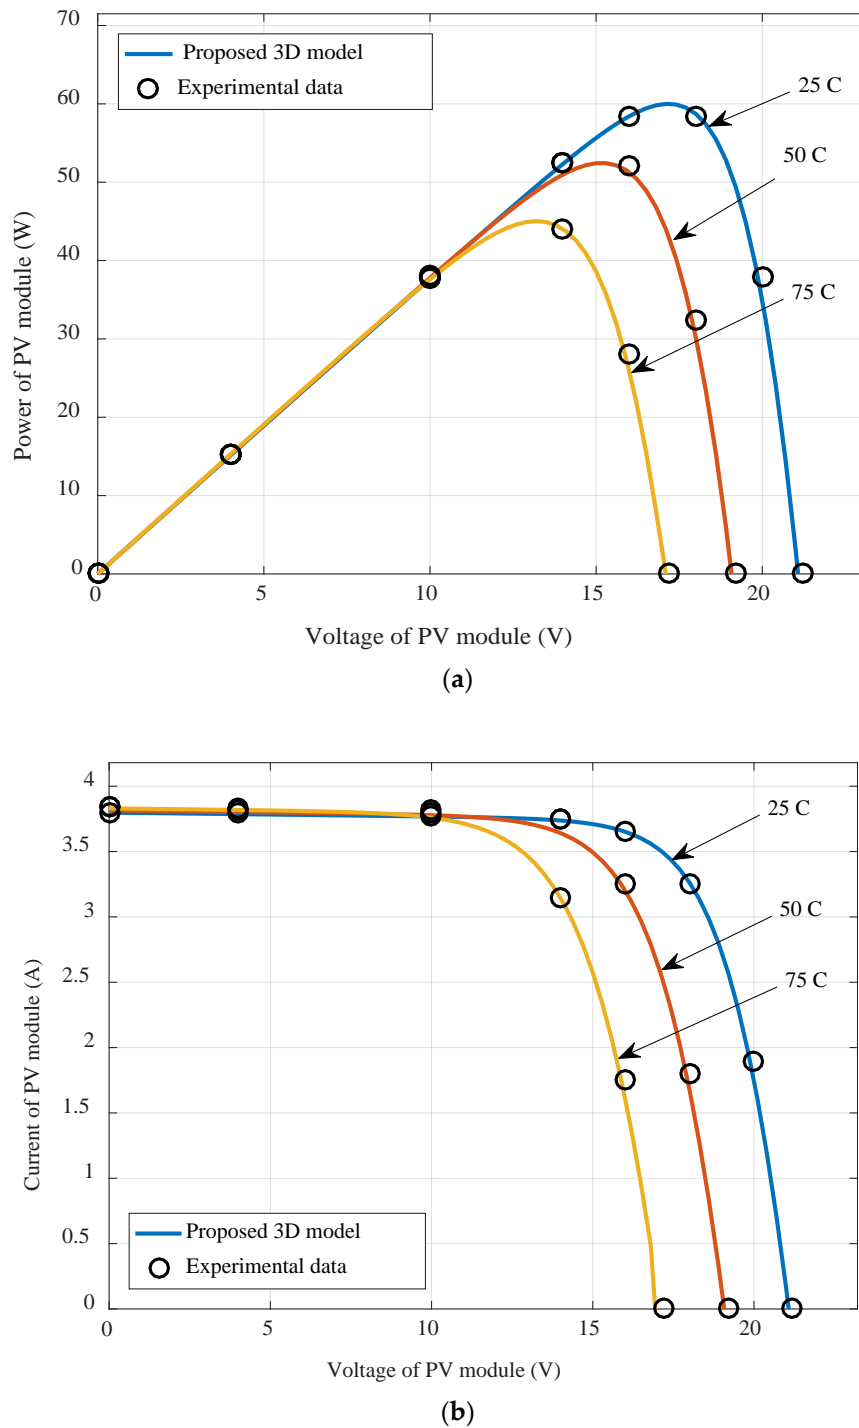 70
60
50
40
30
20
10
0
Power of PV module (W)
Proposed 3D model
Experimental data
25 C
50 C
75 C
0 5 10 15 20
Voltage of PV module (V)
(a)
4
3.5
3
2.5
2
1.5
1
0.5
0
Current of PV module (A)
25 C
50 C
75 C
Proposed 3D model
Experimental data
0 5 10 15 20
Voltage of PV module (V)
(b)